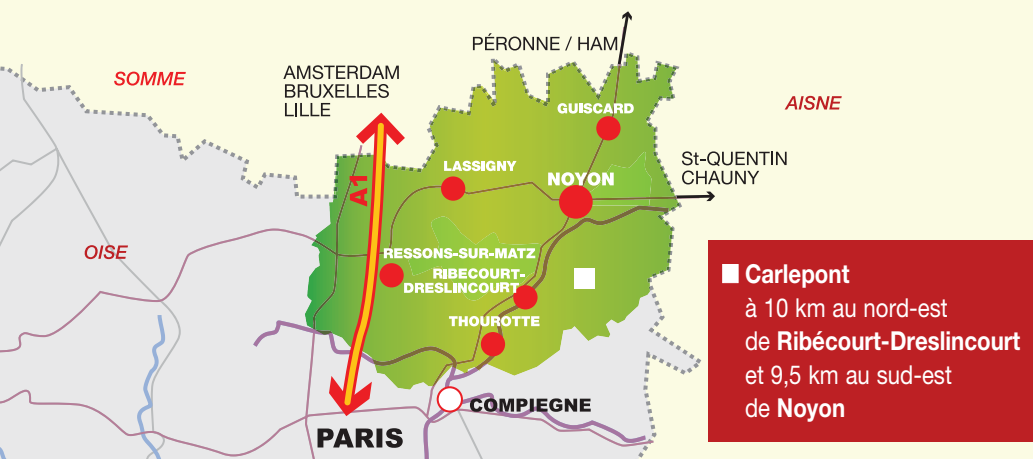 PÉRONNE / HAM
SOMME
AMSTERDAM
BRUXELLES
LILLE
AISNE
GUISCARD
St-QUENTIN
CHAUNY
LASSIGNY
NOYON
A1
OISE
RESSONS-SUR-MATZ
RIBECOURT-
DRESLINCOURT
THOUROTTE
COMPIEGNE
PARIS
Carlepont
à 10 km au nord-est
de Ribécourt-Dreslincourt
et 9,5 km au sud-est
de Noyon